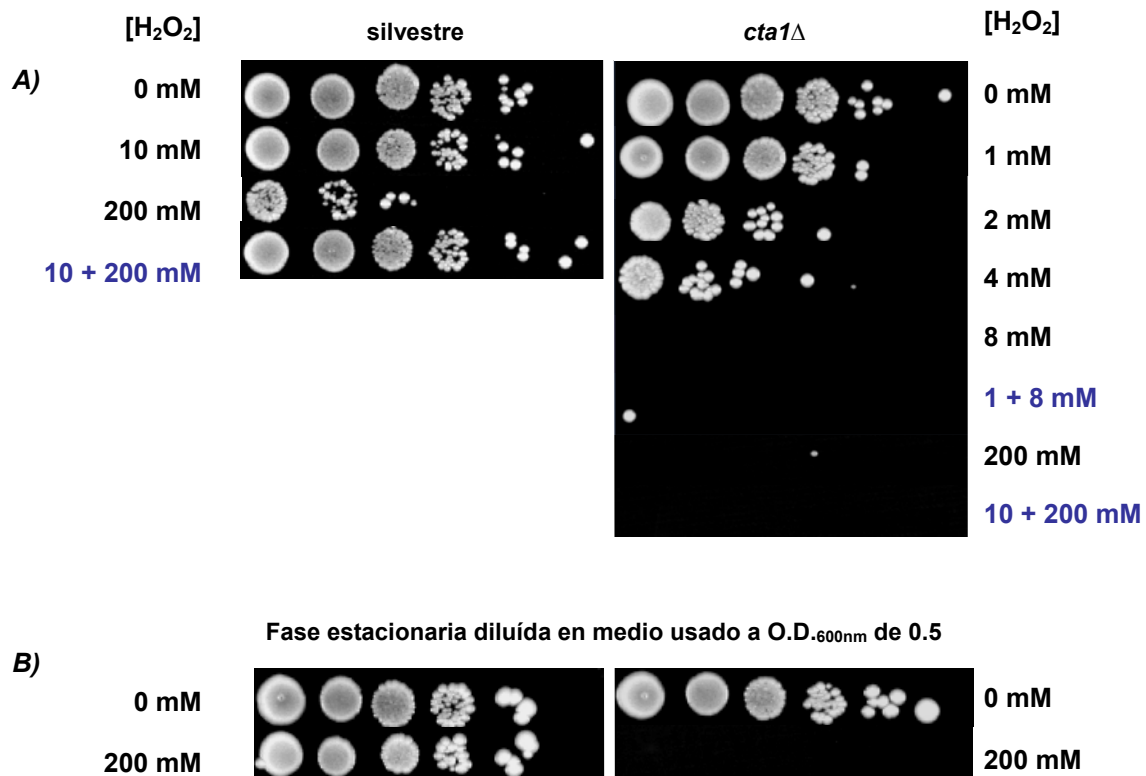 [H₂O₂] silvestre cta1Δ [H₂O₂]
A)
0 mM 0 mM
10 mM 1 mM
200 mM 2 mM
10 + 200 mM 4 mM
8 mM
1 + 8 mM
200 mM
10 + 200 mM
Fase estacionaria diluída en medio usado a O.D.₆₀₀ₙₘ de 0.5
B)
0 mM 0 mM
200 mM 200 mM